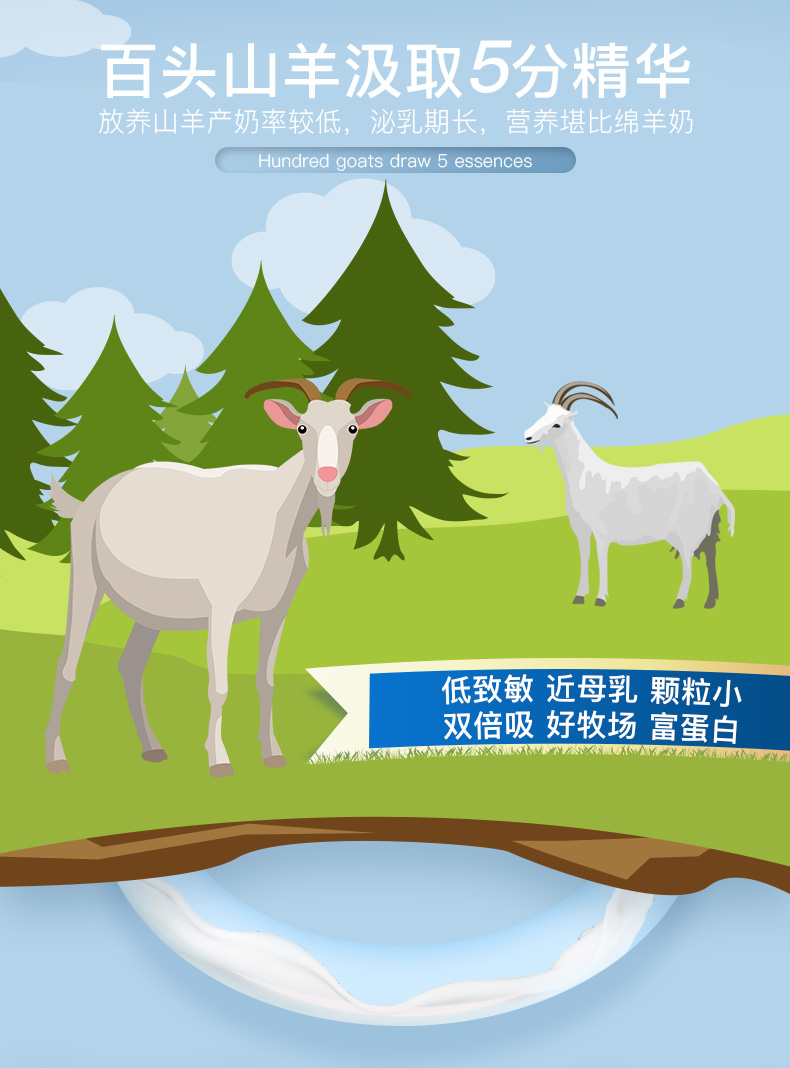 百头山羊汲取5分精华
放养山羊产奶率较低，泌乳期长，营养堪比绵羊奶
Hundred goats draw 5 essences
低致敏 近母乳 颗粒小
双倍吸 好牧场 富蛋白